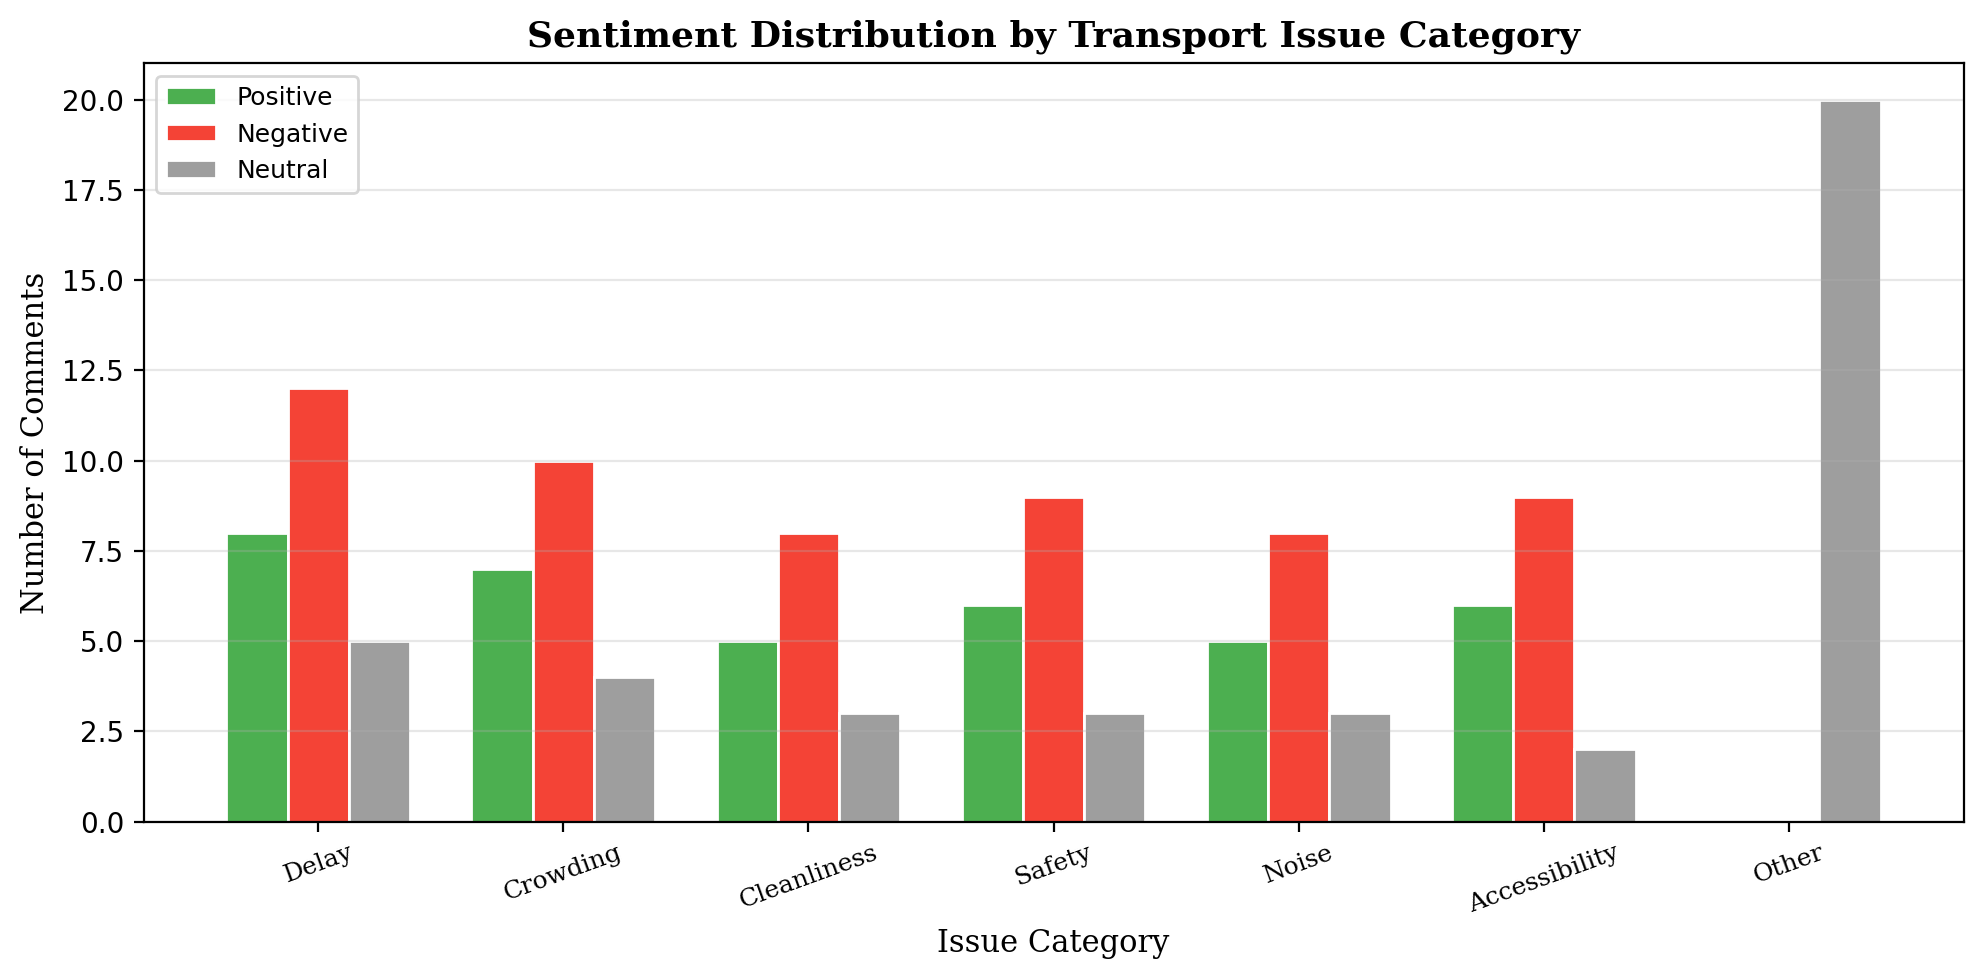 Sentiment Distribution by Transport Issue Category
Positive
Negative
Neutral
20.0
17.5
15.0
12.5
10.0
7.5
5.0
2.5
0.0
Number of Comments
Delay
Crowding
Cleanliness
Safety
Noise
Accessibility
Other
Issue Category